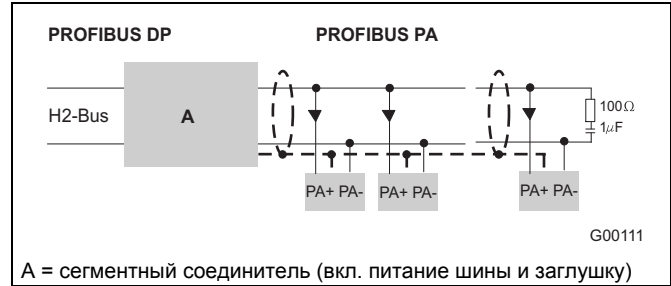 PROFIBUS DP PROFIBUS PA
H2-Bus A 100Ω
1µF
PA+ PA- PA+ PA- PA+ PA-
G00111
A = сегментный соединитель (вкл. питание шины и заглушку)